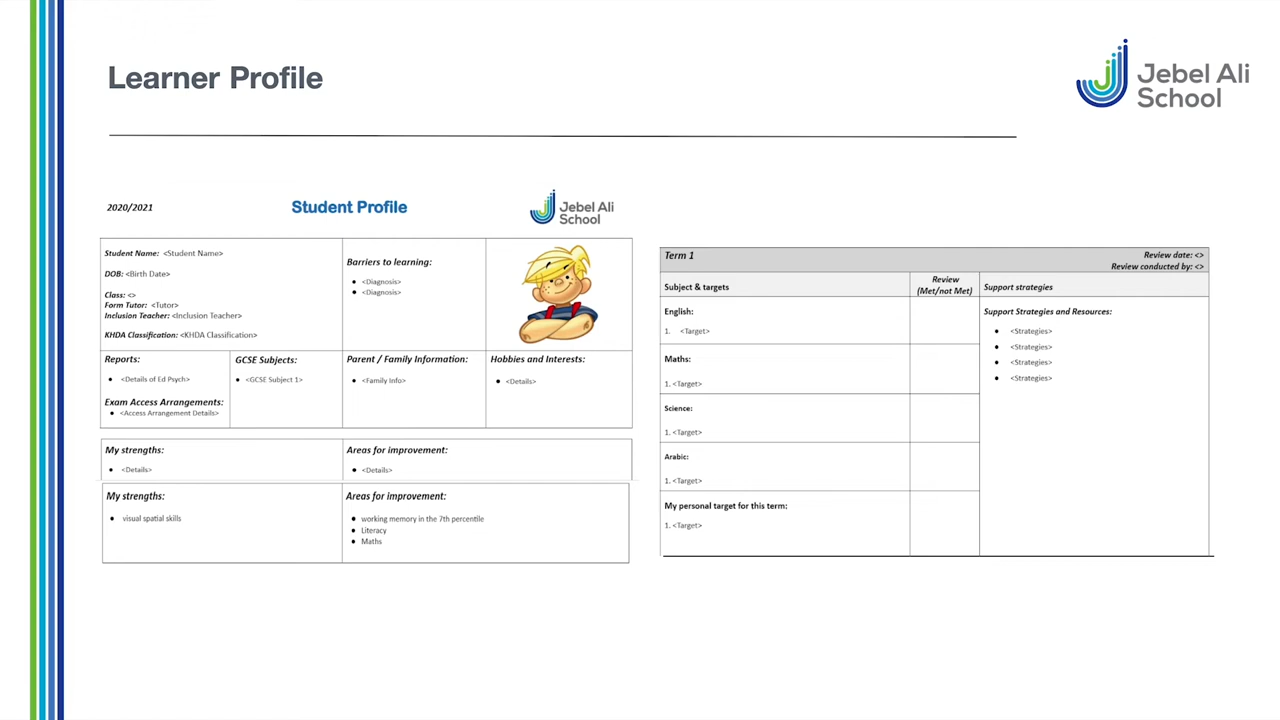 Learner Profile
Jebel Ali
School
2020/2021
Student Profile
Jebel Ali
School
Student Name: <Student Name>
DOB: <Birth Date>
Class: <>
Form Tutor: <Tutor>
Inclusion Teacher: <Inclusion Teacher>
KHDA Classification: <KHDA Classification>
Barriers to learning:
• <Diagnosis>
• <Diagnosis>
Reports:
• <Details of Ed Psych>
Exam Access Arrangements:
• <Access Arrangement Details>
GCSE Subjects:
• <GCSE Subject 1>
Parent / Family Information:
• <Family Info>
Hobbies and Interests:
• <Details>
My strengths:
• <Details>
Areas for improvement:
• <Details>
My strengths:
• visual spatial skills
Areas for improvement:
• working memory in the 7th percentile
• Literacy
• Maths
Term 1
Review date: <>
Review conducted by: <>
Subject & targets
Review
(Met/not Met)
Support strategies
English:
1. <Target>
Maths:
1. <Target>
Science:
1. <Target>
Arabic:
1. <Target>
My personal target for this term:
1. <Target>
Support Strategies and Resources:
• <Strategies>
• <Strategies>
• <Strategies>
• <Strategies>